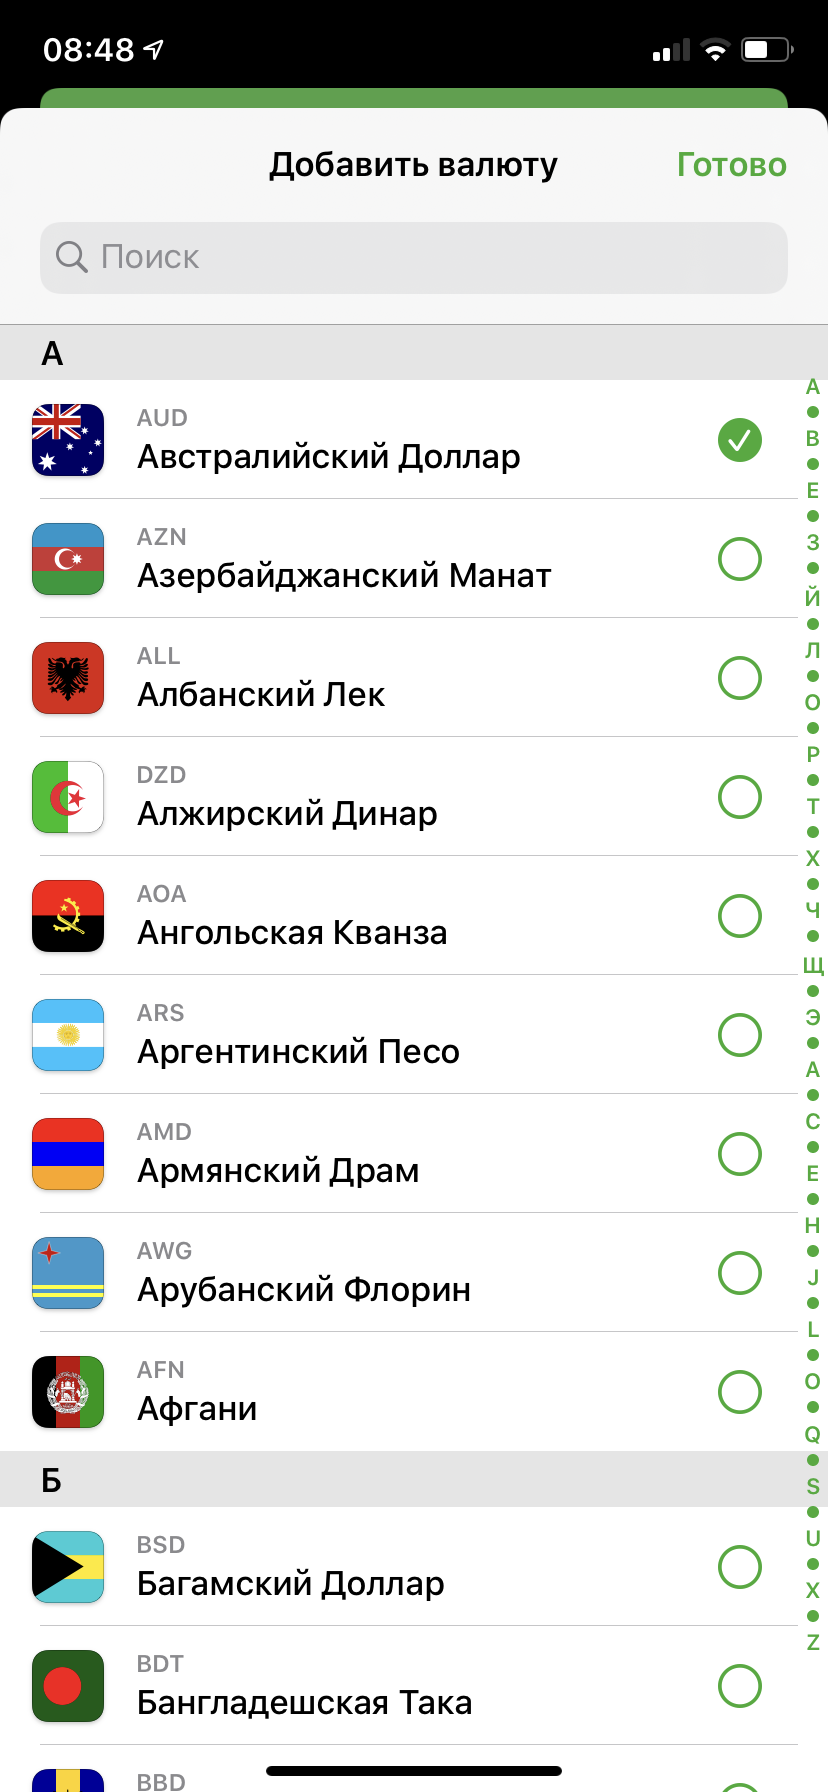 08:48
Добавить валюту
Готово
Поиск
А
AUD
Австралийский Доллар
AZN
Азербайджанский Манат
ALL
Албанский Лек
DZD
Алжирский Динар
AOA
Ангольская Кванза
ARS
Аргентинский Песо
AMD
Армянский Драм
AWG
Арубанский Флорин
AFN
Афгани
Б
BSD
Багамский Доллар
BDT
Бангладешская Така
BBD
А
В
Е
З
Й
Л
О
Р
Т
Х
Ч
Щ
Э
A
C
E
H
J
L
O
Q
S
U
X
Z